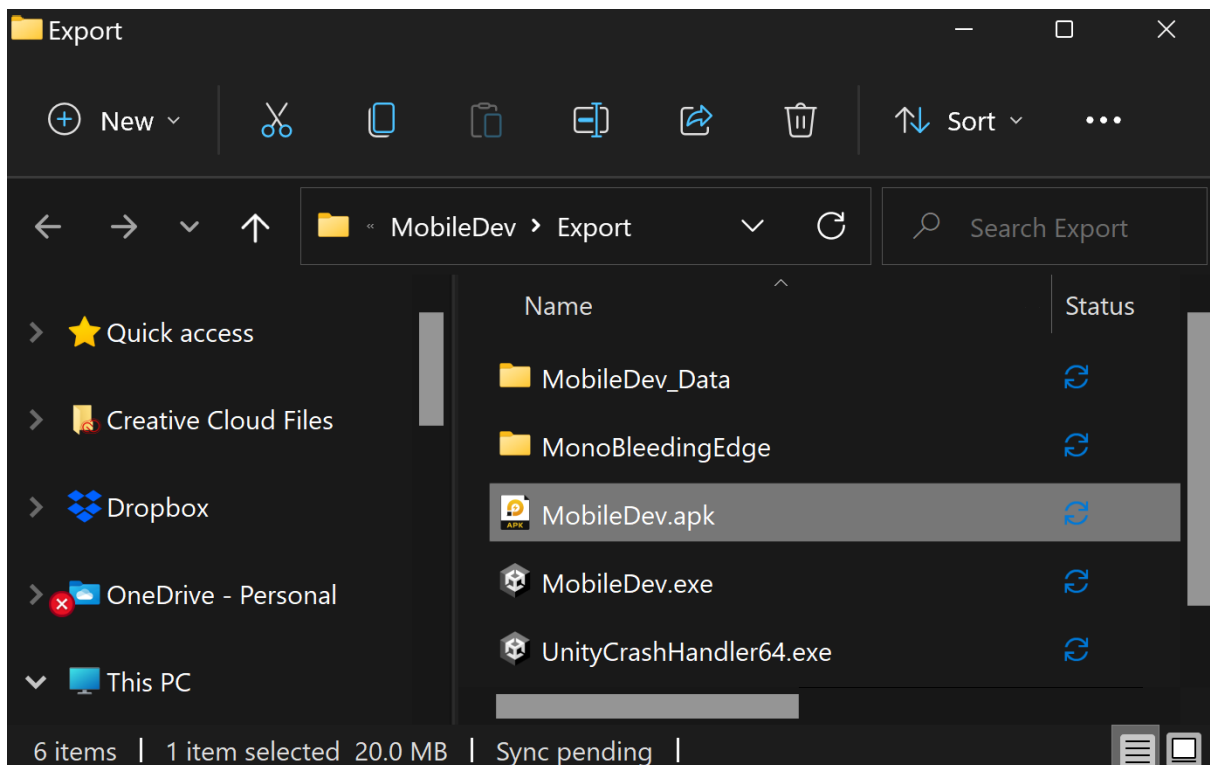 Export
New
Sort
« MobileDev > Export
Search Export
Name
Status
Quick access
Creative Cloud Files
Dropbox
OneDrive - Personal
This PC
MobileDev_Data
MonoBleedingEdge
APK
MobileDev.apk
MobileDev.exe
UnityCrashHandler64.exe
6 items | 1 item selected 20.0 MB | Sync pending |